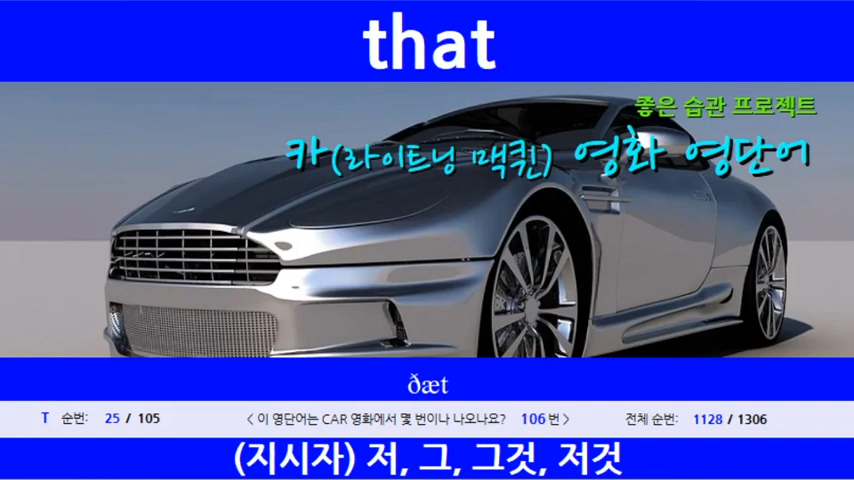 that
좋은 습관 프로젝트
카(라이트닝 맥퀸) 영화 영단어
ðæt
T 순번: 25 / 105 < 이 영단어는 CAR 영화에서 몇 번이나 나오나요? 106 번 > 전체 순번: 1128 / 1306
(지시자) 저, 그, 그것, 저것